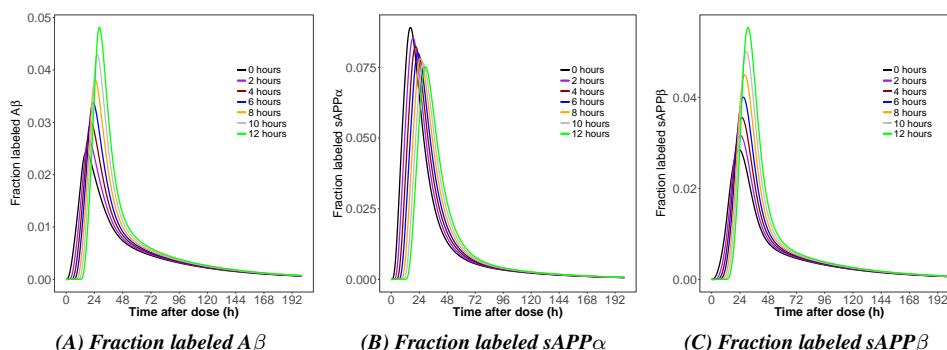 Fraction labeled Aβ
0.05
0.04
0.03
0.02
0.01
0.00
0 24 48 72 96 120 144 168 192
Time after dose (h)
0 hours
2 hours
4 hours
6 hours
8 hours
10 hours
12 hours
(A) Fraction labeled Aβ
Fraction labeled sAPPα
0.075
0.050
0.025
0.000
0 24 48 72 96 120 144 168 192
Time after dose (h)
0 hours
2 hours
4 hours
6 hours
8 hours
10 hours
12 hours
(B) Fraction labeled sAPPα
Fraction labeled sAPPβ
0.04
0.02
0.00
0 24 48 72 96 120 144 168 192
Time after dose (h)
0 hours
2 hours
4 hours
6 hours
8 hours
10 hours
12 hours
(C) Fraction labeled sAPPβ